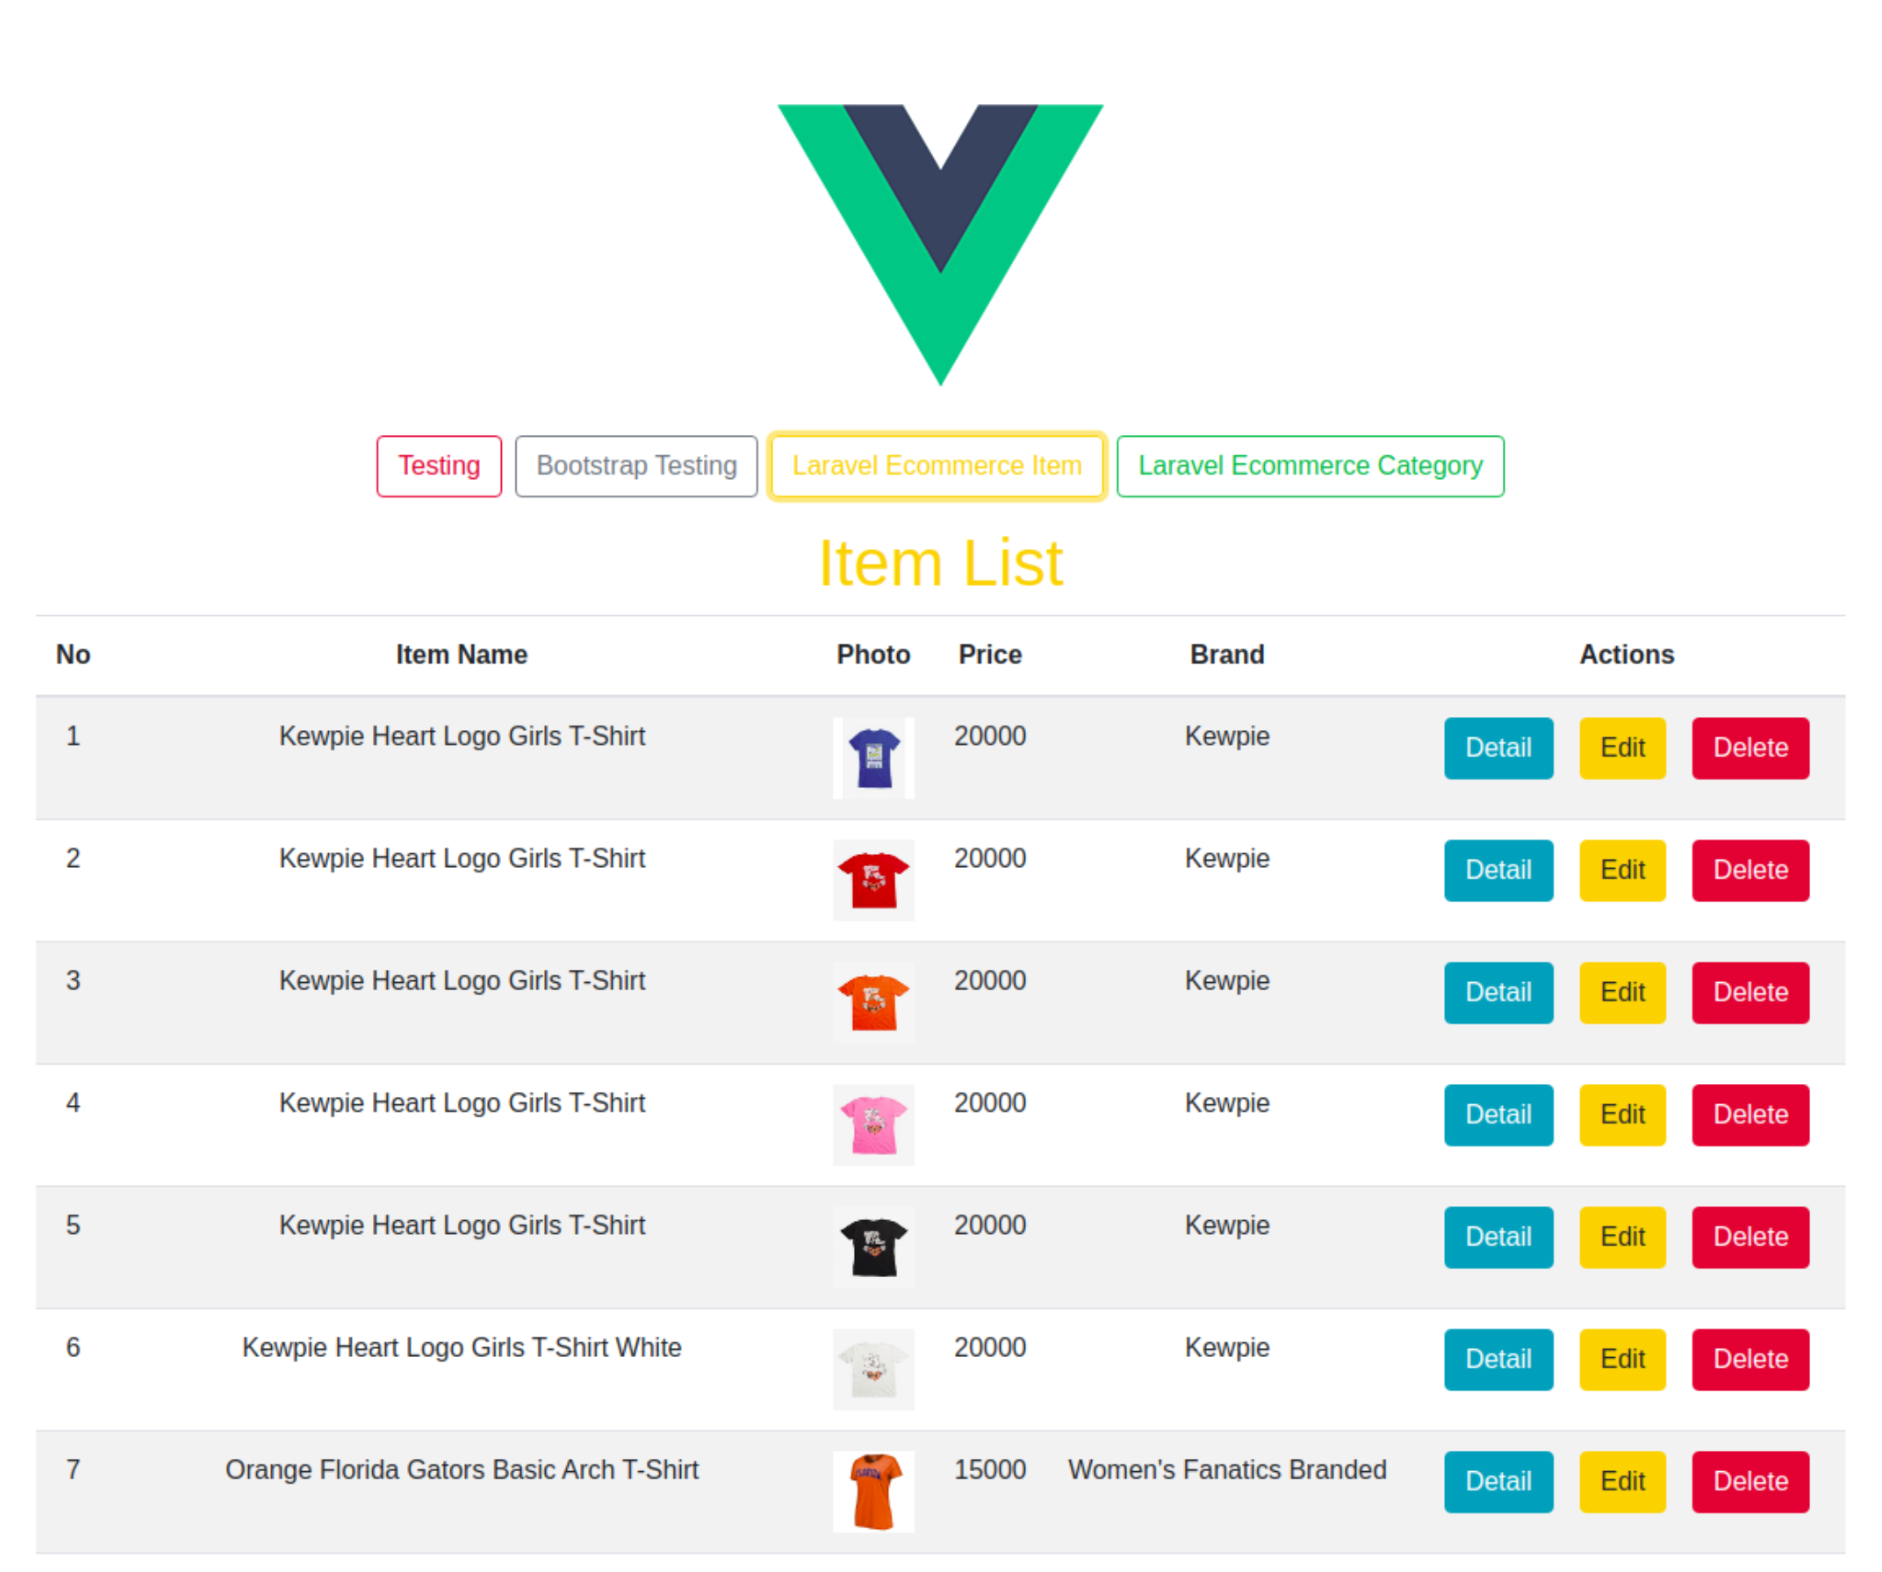 Testing Bootstrap Testing Laravel Ecommerce Item Laravel Ecommerce Category
Item List
No Item Name Photo Price Brand Actions
1 Kewpie Heart Logo Girls T-Shirt 20000 Kewpie Detail Edit Delete
2 Kewpie Heart Logo Girls T-Shirt 20000 Kewpie Detail Edit Delete
3 Kewpie Heart Logo Girls T-Shirt 20000 Kewpie Detail Edit Delete
4 Kewpie Heart Logo Girls T-Shirt 20000 Kewpie Detail Edit Delete
5 Kewpie Heart Logo Girls T-Shirt 20000 Kewpie Detail Edit Delete
6 Kewpie Heart Logo Girls T-Shirt White 20000 Kewpie Detail Edit Delete
7 Orange Florida Gators Basic Arch T-Shirt 15000 Women's Fanatics Branded Detail Edit Delete